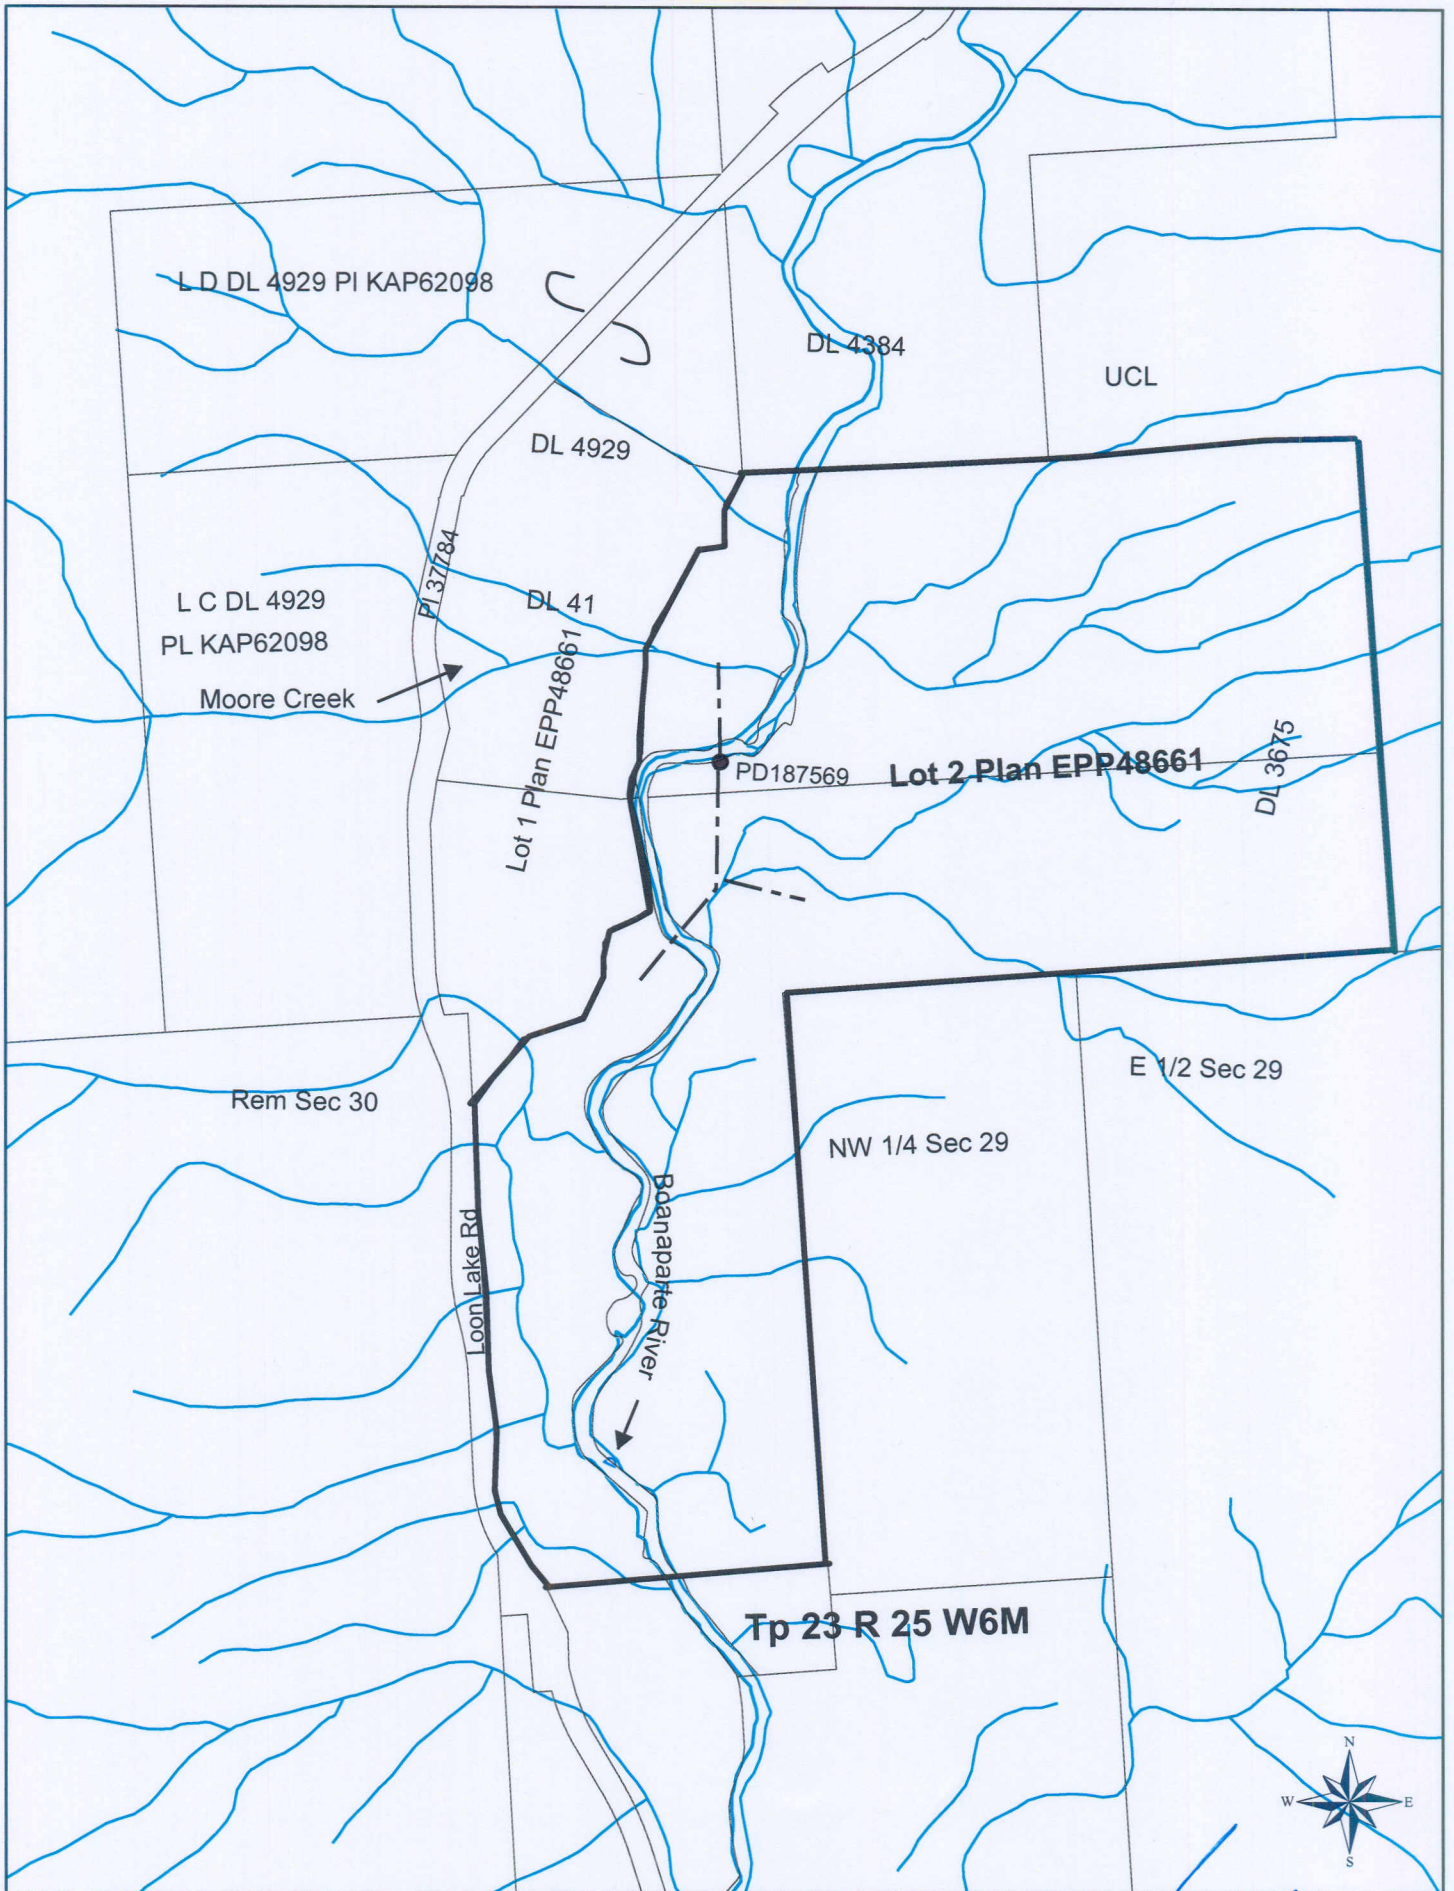 L D DL 4929 Pl KAP62098
DL 4384
UCL
DL 4929
Pl 37784
L C DL 4929
PL KAP62098
DL 41
Moore Creek
Lot 1 Plan EPP48661
PD187569
Lot 2 Plan EPP48661
DL 3675
E 1/2 Sec 29
Rem Sec 30
NW 1/4 Sec 29
Loon Lake Rd
Boanaparte River
Tp 23 R 25 W6M
N
W
E
S